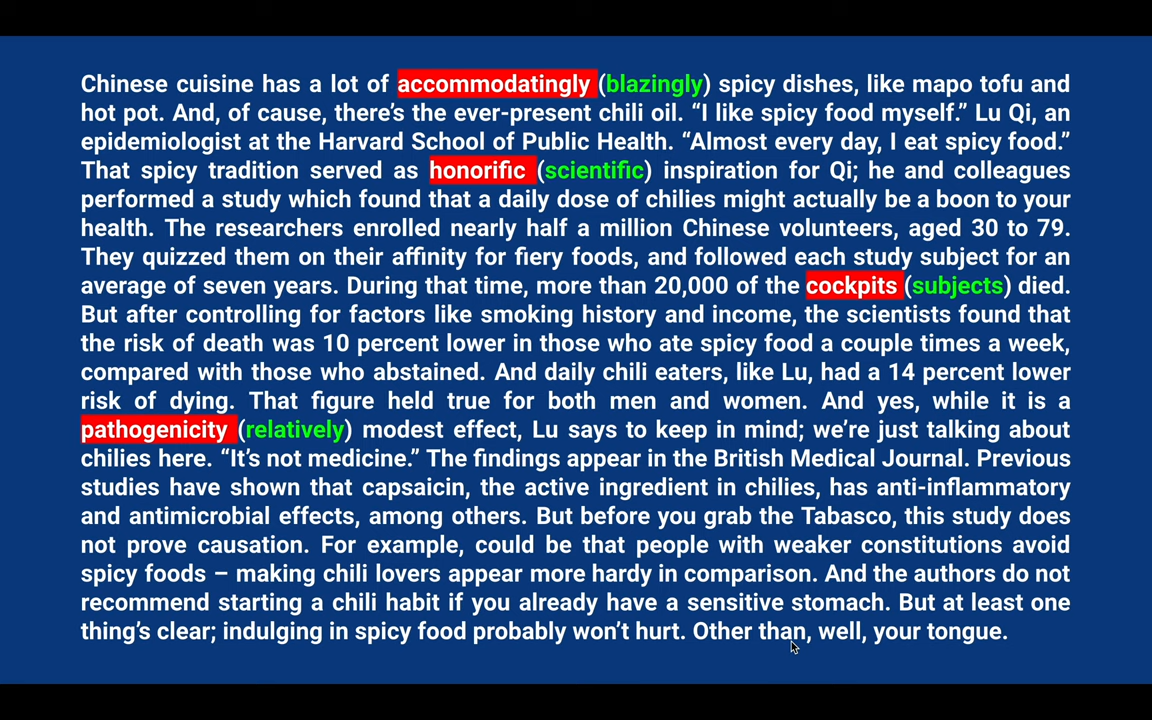 Chinese cuisine has a lot of accommodatingly (blazingly) spicy dishes, like mapo tofu and
hot pot. And, of cause, there’s the ever-present chili oil. “I like spicy food myself.” Lu Qi, an
epidemiologist at the Harvard School of Public Health. “Almost every day, I eat spicy food.”
That spicy tradition served as honorific (scientific) inspiration for Qi; he and colleagues
performed a study which found that a daily dose of chilies might actually be a boon to your
health. The researchers enrolled nearly half a million Chinese volunteers, aged 30 to 79.
They quizzed them on their affinity for fiery foods, and followed each study subject for an
average of seven years. During that time, more than 20,000 of the cockpits (subjects) died.
But after controlling for factors like smoking history and income, the scientists found that
the risk of death was 10 percent lower in those who ate spicy food a couple times a week,
compared with those who abstained. And daily chili eaters, like Lu, had a 14 percent lower
risk of dying. That figure held true for both men and women. And yes, while it is a
pathogenicity (relatively) modest effect, Lu says to keep in mind; we’re just talking about
chilies here. “It’s not medicine.” The findings appear in the British Medical Journal. Previous
studies have shown that capsaicin, the active ingredient in chilies, has anti-inflammatory
and antimicrobial effects, among others. But before you grab the Tabasco, this study does
not prove causation. For example, could be that people with weaker constitutions avoid
spicy foods – making chili lovers appear more hardy in comparison. And the authors do not
recommend starting a chili habit if you already have a sensitive stomach. But at least one
thing’s clear; indulging in spicy food probably won’t hurt. Other than, well, your tongue.